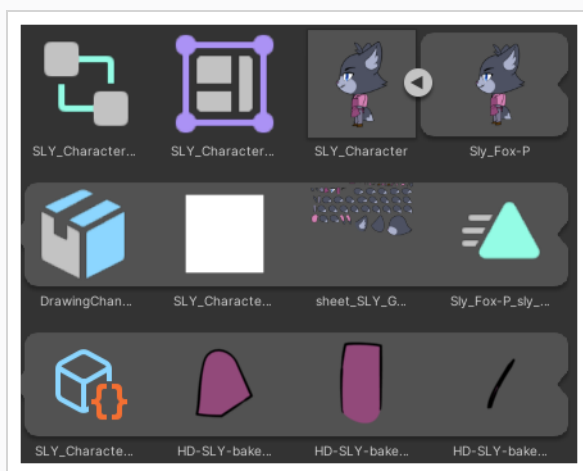 SLY_Character...
SLY_Character...
SLY_Character
Sly_Fox-P
DrawingChan...
SLY_Characte...
sheet_SLY_G...
Sly_Fox-P_sly_...
SLY_Characte...
HD-SLY-bake...
HD-SLY-bake...
HD-SLY-bake...